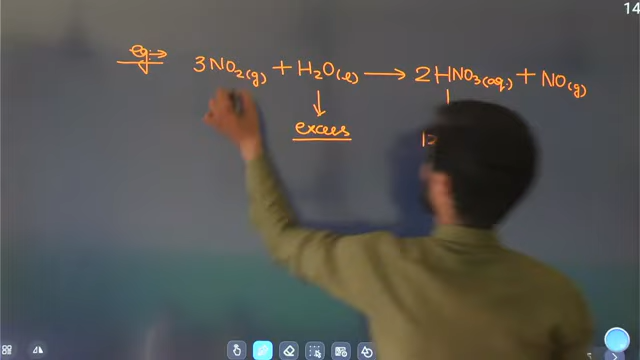 14
eg.→ 3NO₂(g) + H₂O(l) ⟶ 2HNO₃(aq.) + NO(g)
↓
excess